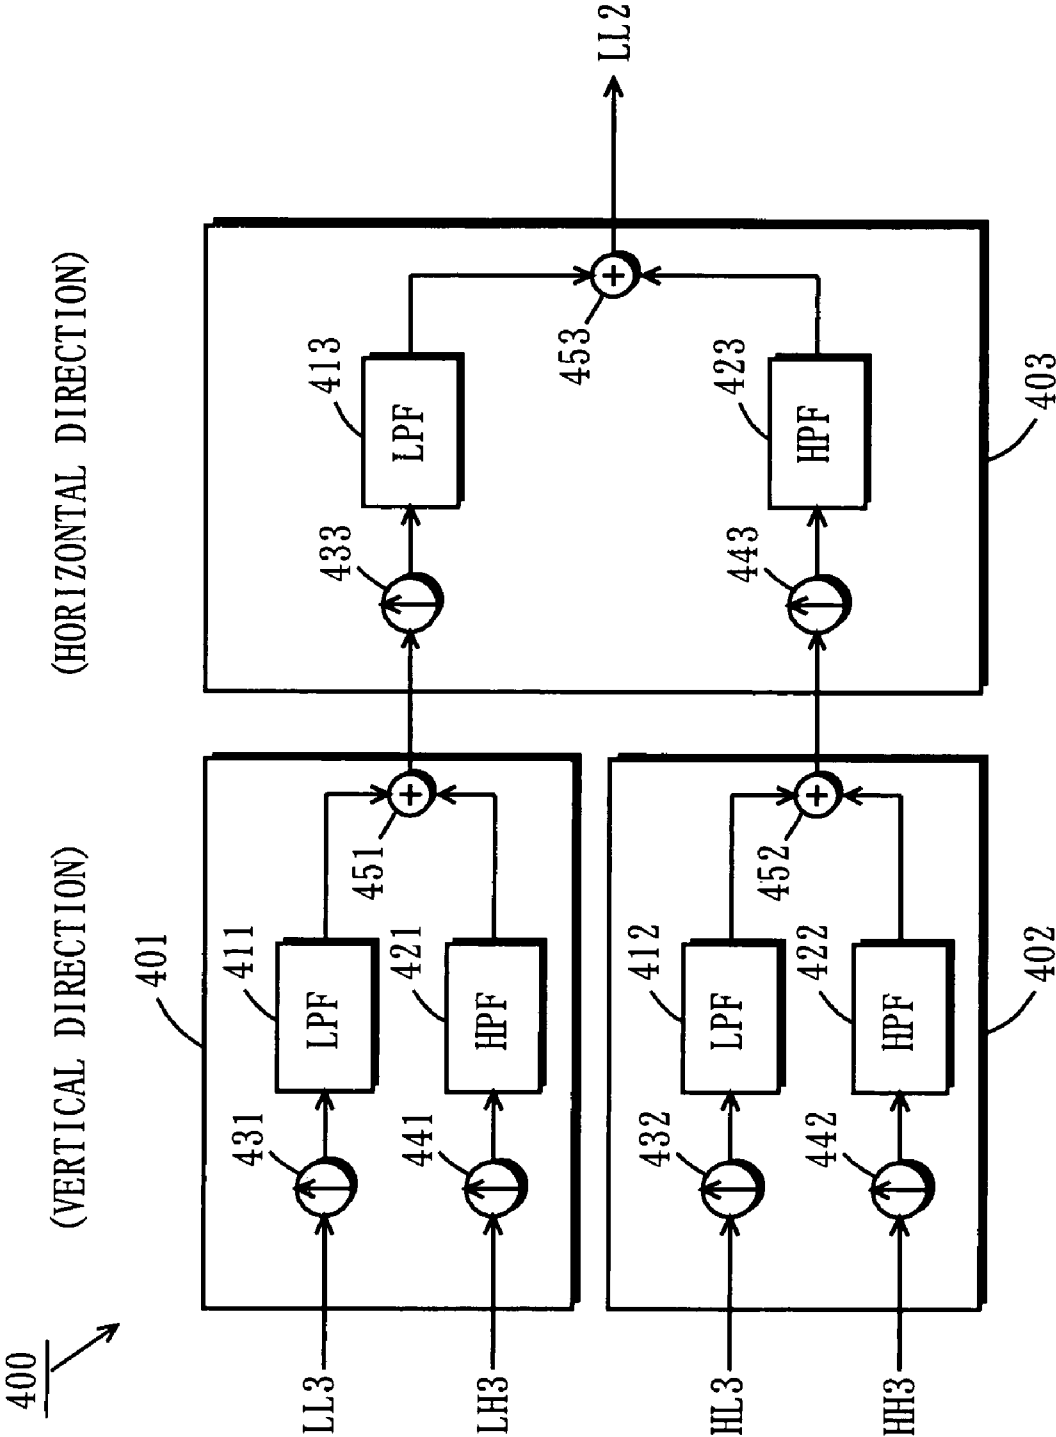 400
(VERTICAL DIRECTION)
(HORIZONTAL DIRECTION)
401
LL3
431
411
LPF
451
LH3
441
421
HPF
433
413
LPF
453
LL2
HL3
432
412
LPF
452
HH3
442
422
HPF
402
443
423
HPF
403